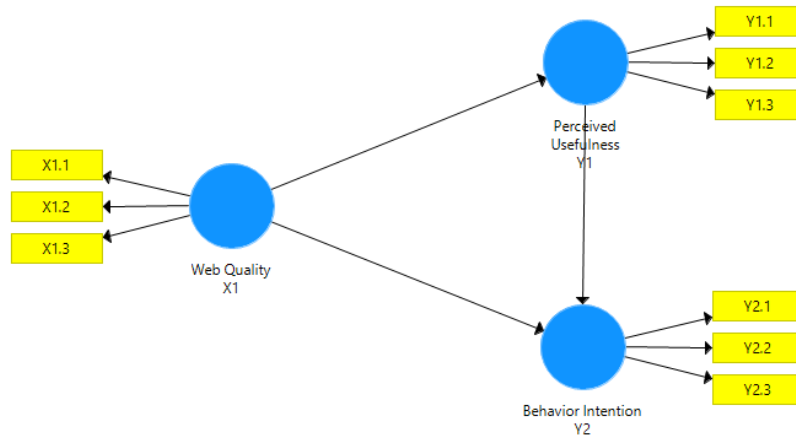 Y1.1
Y1.2
Y1.3
Perceived
Usefulness
Y1
X1.1
X1.2
X1.3
Web Quality
X1
Y2.1
Y2.2
Y2.3
Behavior Intention
Y2